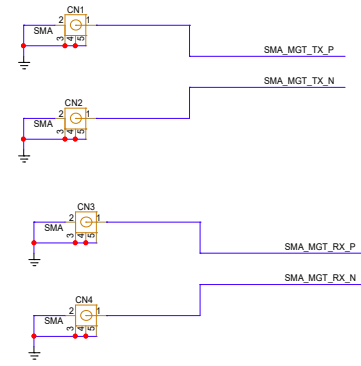 CN1
2 1
SMA
3 4 5
SMA_MGT_TX_P
SMA_MGT_TX_N
CN2
2 1
SMA
3 4 5
CN3
2 1
SMA
3 4 5
SMA_MGT_RX_P
SMA_MGT_RX_N
CN4
2 1
SMA
3 4 5